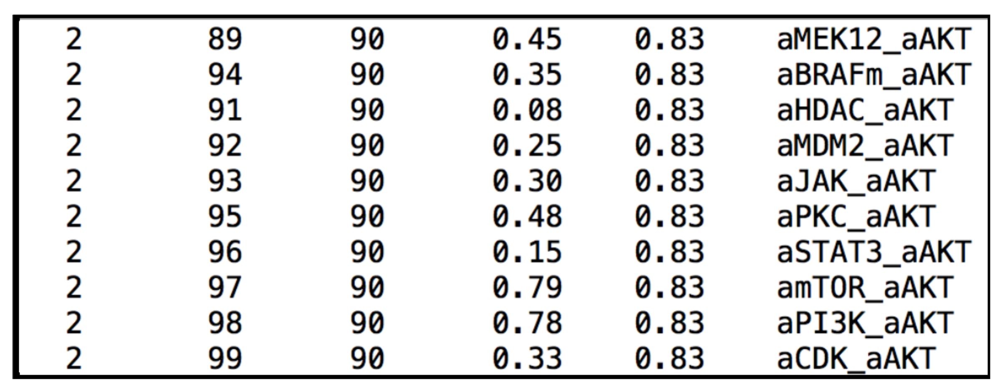 2 89 90 0.45 0.83 aMEK12_aAKT
2 94 90 0.35 0.83 aBRAFm_aAKT
2 91 90 0.08 0.83 aHDAC_aAKT
2 92 90 0.25 0.83 aMDM2_aAKT
2 93 90 0.30 0.83 aJAK_aAKT
2 95 90 0.48 0.83 aPKC_aAKT
2 96 90 0.15 0.83 aSTAT3_aAKT
2 97 90 0.79 0.83 amTOR_aAKT
2 98 90 0.78 0.83 aPI3K_aAKT
2 99 90 0.33 0.83 aCDK_aAKT